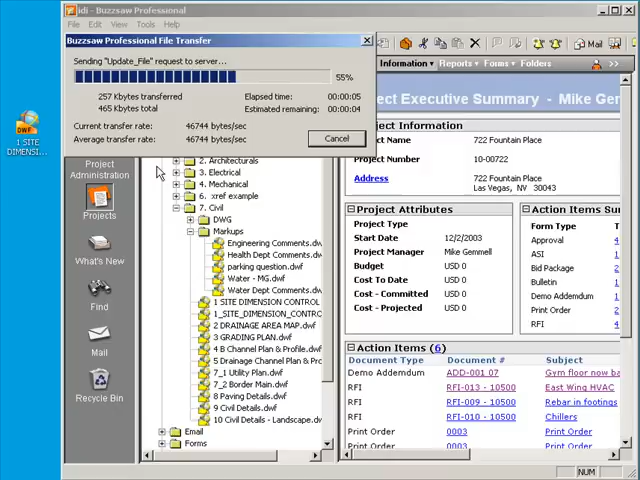 idi - Buzzsaw Professional
File Edit View Tools Help
Buzzsaw Professional File Transfer
Sending "Update_File" request to server...
55%
257 Kbytes transferred
Elapsed time: 00:00:05
465 Kbytes total
Estimated remaining: 00:00:04
Current transfer rate: 46744 bytes/sec
Average transfer rate: 46744 bytes/sec
Cancel
Mail
Information Reports Forms Folders
Project Executive Summary - Mike Gemmell
DWF
1 SITE
DIMENSI...
Project
Administration
Projects
What's New
Find
Mail
Recycle Bin
2. Architecturals
3. Electrical
4. Mechanical
6. xref example
7. Civil
DWG
Markups
Engineering Comments.dw
Health Dept Comments.dw
parking question.dwf
Water - MG.dwf
Water Dept Comments.dw
1 SITE DIMENSION CONTROL
1_SITE_DIMENSION_CONTRO
2 DRAINAGE AREA MAP.dwf
3 GRADING PLAN.dwf
4 B Channel Plan & Profile.dwf
5 Drainage Channel Plan & Pro
7_1 Utility Plan.dwf
7_2 Border Main.dwf
8 Paving Details.dwf
9 Civil Details.dwf
10 Civil Details - Landscape.dwf
Email
Forms
Project Information
Project Name 722 Fountain Place
Project Number 10-00722
Address 722 Fountain Place
Las Vegas, NV 30043
Project Attributes
Project Type
Start Date 12/2/2003
Project Manager Mike Gemmell
Budget USD 0
Cost To Date USD 0
Cost - Committed USD 0
Cost - Projected USD 0
Action Items Sum
Form Type
Approval 4
ASI 1
Bid Package 2
Bulletin 1
Demo Addemdum 1
Print Order
RFI
Action Items (6)
Document Type Document # Subject
Demo Addemdum ADD-001 07 Gym floor now ba
RFI RFI-013 - 10500 East Wing HVAC
RFI RFI-009 - 10500 Rebar in footings
RFI RFI-010 - 10500 Chillers
Print Order 0003 Print Order
Print Order 0003 Print Order
NUM